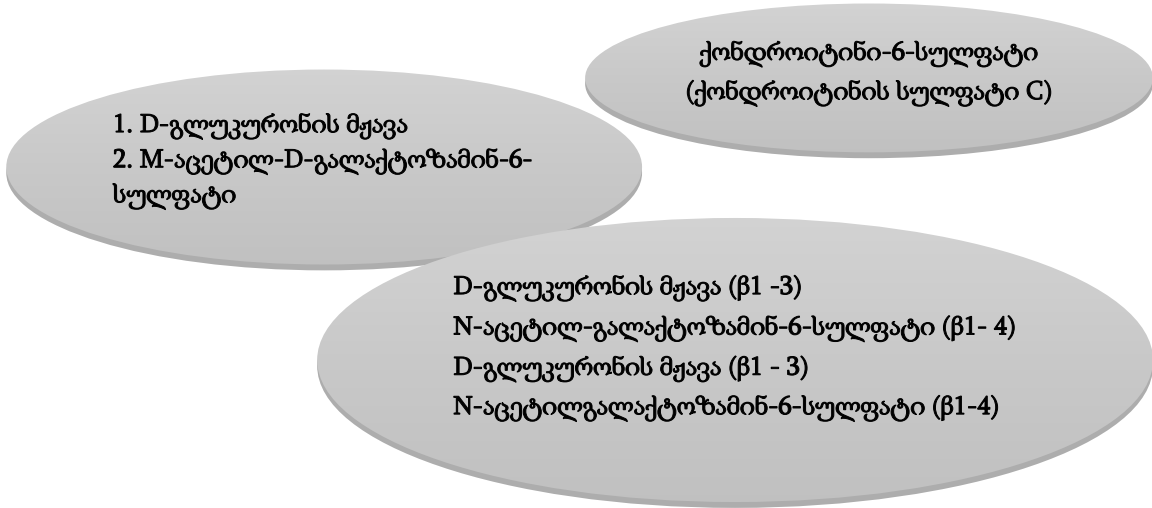 ქონდროიტინი-6-სულფატი
(ქონდროიტინის სულფატი C)
1. D-გლუკურონის მჟავა
2. M-აცეტილ-D-გალაქტოზამინ-6-
სულფატი
D-გლუკურონის მჟავა (β1 -3)
N-აცეტილ-გალაქტოზამინ-6-სულფატი (β1- 4)
D-გლუკურონის მჟავა (β1 - 3)
N-აცეტილგალაქტოზამინ-6-სულფატი (β1-4)